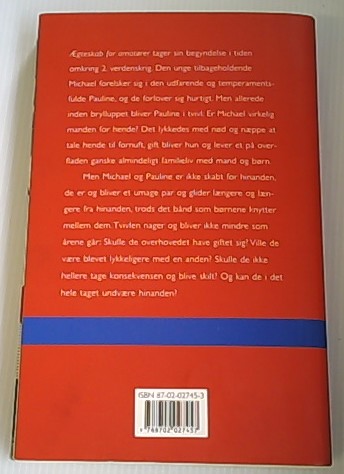 Ægteskab for amatører tager sin begyndelse i tiden
omkring 2. verdenskrig. Den unge tilbageholdende
Michael forelsker sig i den udfarende og temperaments-
fulde Pauline, og de forlover sig hurtigt. Men allerede
inden brylluppet bliver Pauline i tvivl: Er Michael virkelig
manden for hende? Det lykkedes med nød og næppe at
tale hende til fornuft, gift bliver hun og lever et på over-
fladen ganske almindeligt familieliv med mand og børn.
Men Michael og Pauline er ikke skabt for hinanden,
de er og bliver et umage par og glider længere og læn-
gere fra hinanden, trods det bånd som børnene knytter
mellem dem. Tvivlen nager og bliver ikke mindre som
årene går: Skulle de overhovedet have giftet sig? Ville de
være blevet lykkeligere med en anden? Skulle de ikke
hellere tage konsekvensen og blive skilt? Og kan de i det
hele taget undvære hinanden?
ISBN 87-02-02745-3
9 788702 027457